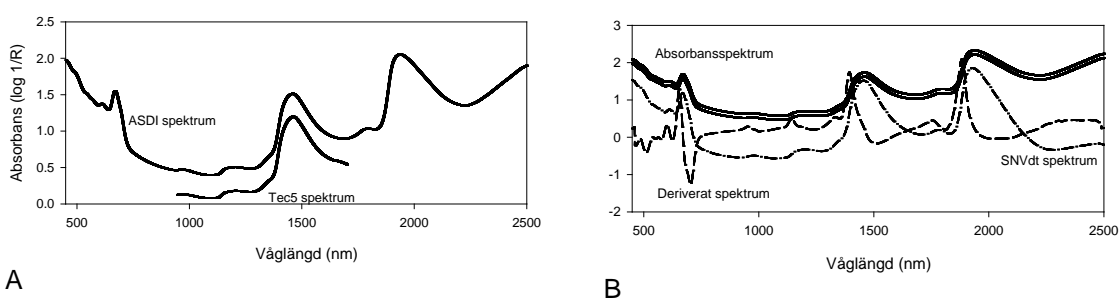 2.5
2.0
1.5
1.0
0.5
0.0
Absorbans (log 1/R)
ASDI spektrum
Tec5 spektrum
500 1000 1500 2000 2500
Våglängd (nm)
A
3
2
1
0
-1
-2
Absorbansspektrum
SNVdt spektrum
Deriverat spektrum
500 1000 1500 2000 2500
Våglängd (nm)
B